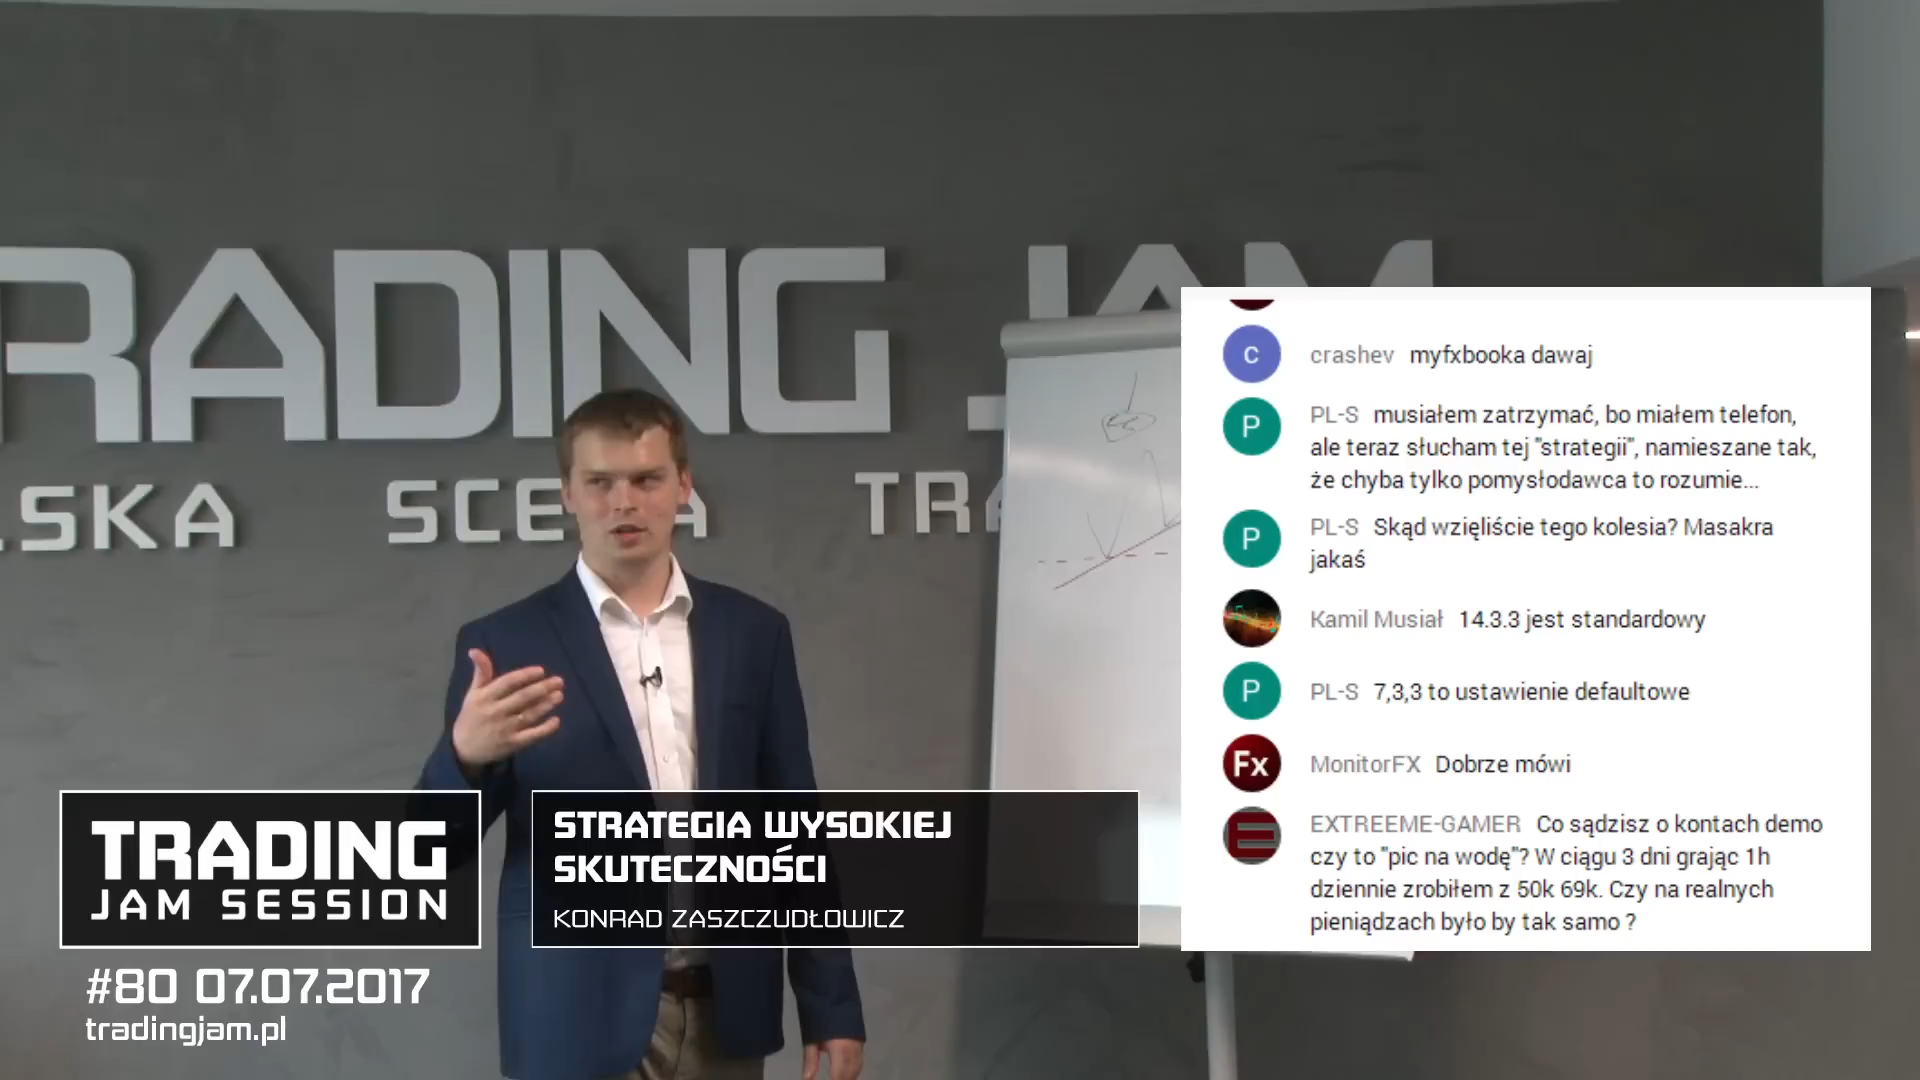 RADING JAM
LSKA SCE A TRA
crashev myfxbooka dawaj
PL-S musiałem zatrzymać, bo miałem telefon,
ale teraz słucham tej "strategii", namieszane tak,
że chyba tylko pomysłodawca to rozumie...
PL-S Skąd wzięliście tego kolesia? Masakra
jakaś
Kamil Musiał 14.3.3 jest standardowy
PL-S 7,3,3 to ustawienie defaultowe
MonitorFX Dobrze mówi
EXTREEME-GAMER Co sądzisz o kontach demo
czy to "pic na wodę"? W ciągu 3 dni grając 1h
dziennie zrobiłem z 50k 69k. Czy na realnych
pieniądzach było by tak samo ?
C
P
P
P
Fx
E
TRADING
JAM SESSION
STRATEGIA WYSOKIEJ
SKUTECZNOŚCI
KONRAD ZASZCZUDŁOWICZ
#80 07.07.2017
tradingjam.pl